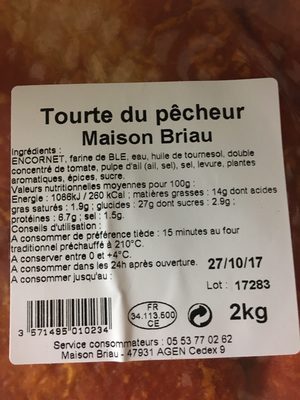 Tourte du pêcheur
Maison Briau
Ingrédients :
ENCORNET, farine de BLE, eau, huile de tournesol, double
concentré de tomate, pulpe d'ail (ail, sel), sel, levure, plantes
aromatiques, épices, sucre.
Valeurs nutritionnelles moyennes pour 100g :
Energie : 1086kJ / 260 kCal ; matières grasses : 14g dont acides
gras saturés : 1.9g ; glucides : 27g dont sucres : 2.9g ;
protéines : 6.7g ; sel : 1.5g.
Conseils d'utilisation :
A consommer de préférence tiède : 15 minutes au four
traditionnel préchauffé à 210°C.
A conserver entre 0 et +4°C.
A consommer dans les 24h après ouverture.
A consommer jusqu'au : 27/10/17
Lot : 17283
FR
34.113.500
CE
2kg
3 571495 010234
Service consommateurs : 05 53 77 02 62
Maison Briau - 47931 AGEN Cedex 9